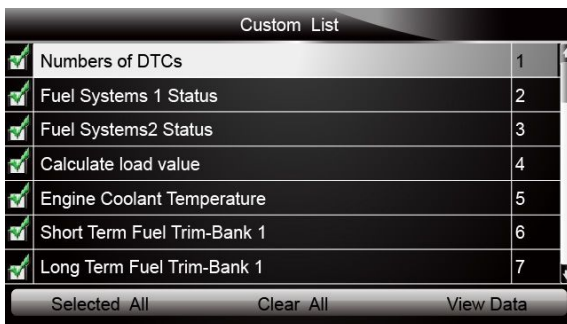 Custom List
Numbers of DTCs 1
Fuel Systems 1 Status 2
Fuel Systems2 Status 3
Calculate load value 4
Engine Coolant Temperature 5
Short Term Fuel Trim-Bank 1 6
Long Term Fuel Trim-Bank 1 7
Selected All Clear All View Data